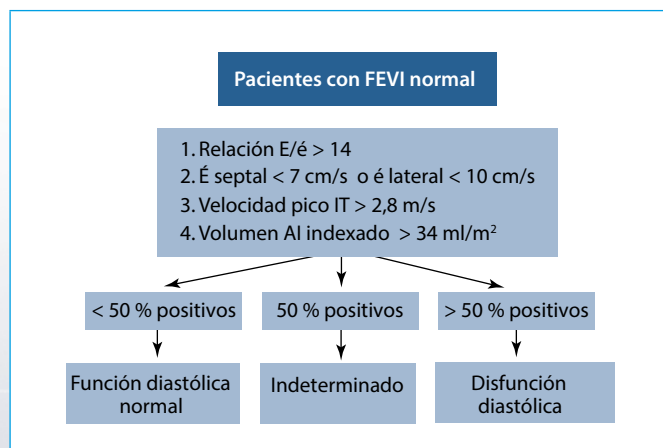 Pacientes con FEVI normal
1. Relación E/é > 14
2. É septal < 7 cm/s o é lateral < 10 cm/s
3. Velocidad pico IT > 2,8 m/s
4. Volumen AI indexado > 34 ml/m²
< 50 % positivos
50 % positivos
> 50 % positivos
Función diastólica
normal
Indeterminado
Disfunción
diastólica